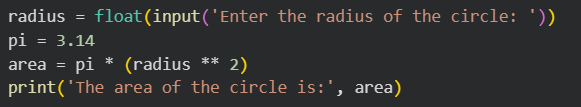 radius = float(input('Enter the radius of the circle: '))
pi = 3.14
area = pi * (radius ** 2)
print('The area of the circle is:', area)